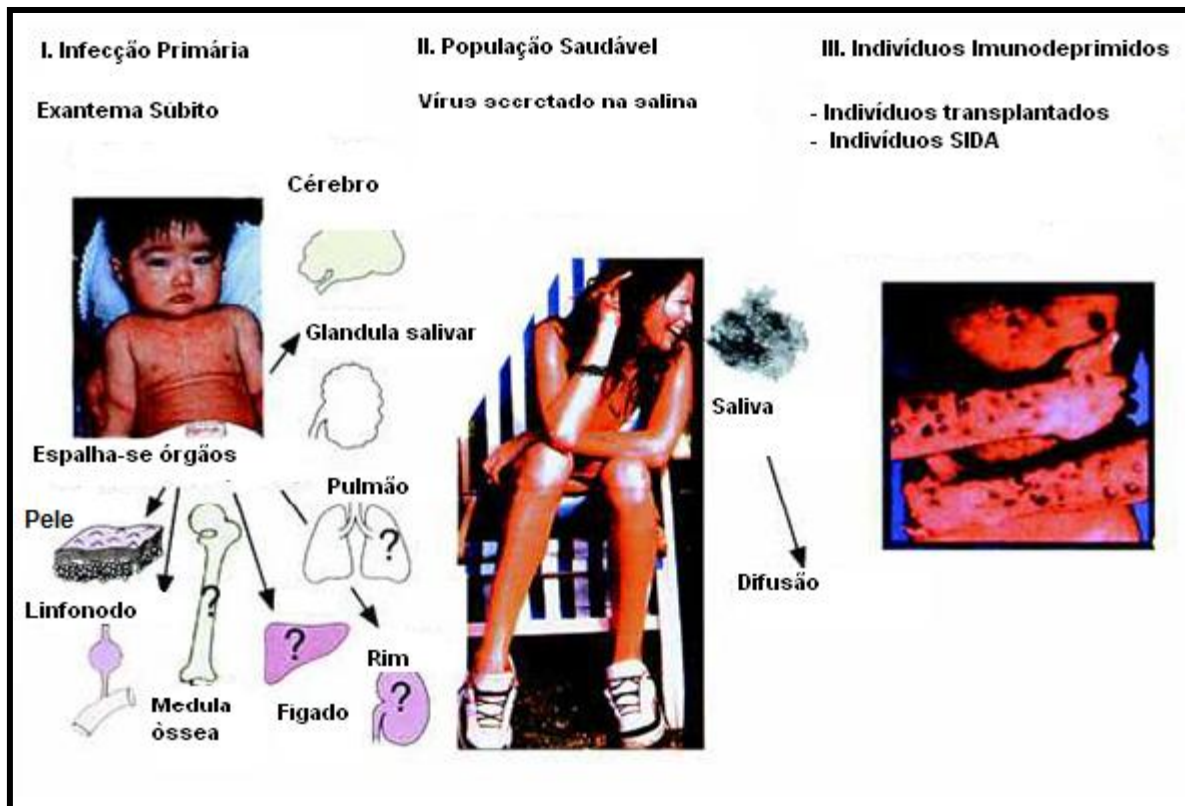 I. Infecção Primária
Exantema Súbito
Cérebro
Glandula salivar
Espalha-se órgãos
Pulmão
?
Pele
?
Linfonodo
?
Rim
?
Medula
òssea
Figado
II. População Saudável
Vírus secretado na salina
Saliva
Difusão
III. Indivíduos Imunodeprimidos
- Indivíduos transplantados
- Indivíduos SIDA